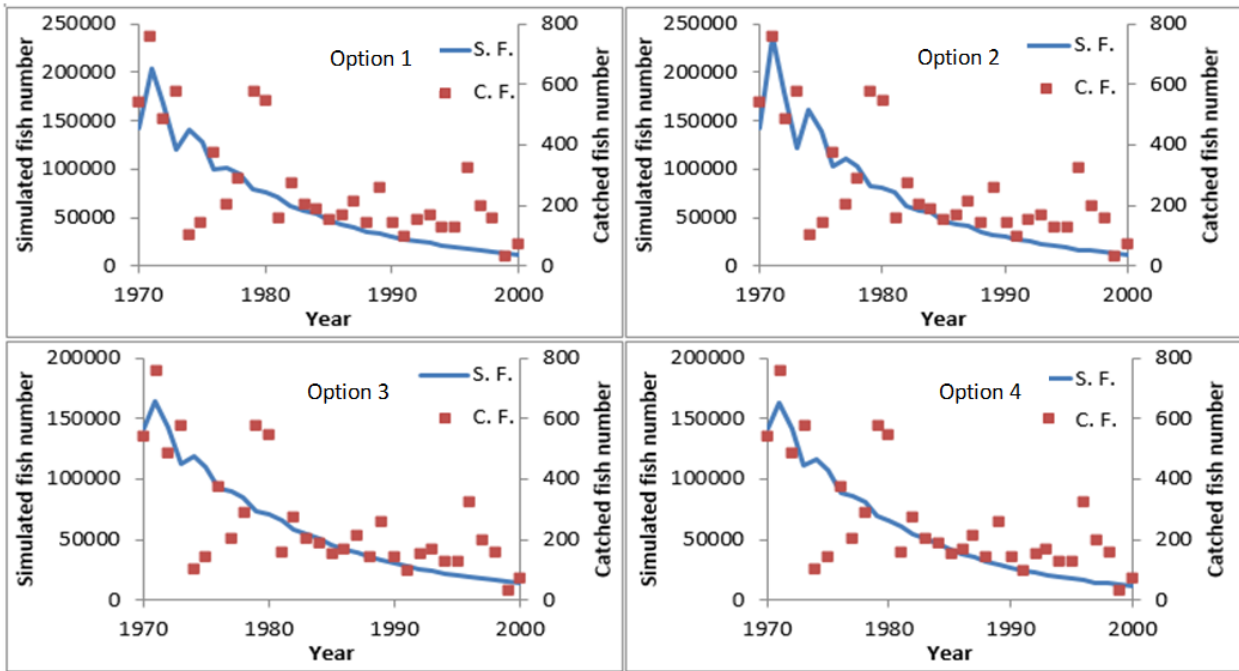 250000
200000
150000
100000
50000
0
Simulated fish number
800
600
400
200
0
Catched fish number
Option 1
S. F.
C. F.
1970
1980
1990
2000
Year
250000
200000
150000
100000
50000
0
Simulated fish number
800
600
400
200
0
Catched fish number
Option 2
S. F.
C. F.
1970
1980
1990
2000
Year
200000
150000
100000
50000
0
Simulated fish number
800
600
400
200
0
Catched fish number
Option 3
S. F.
C. F.
1970
1980
1990
2000
Year
200000
150000
100000
50000
0
Simulated fish number
800
600
400
200
0
Catched fish number
Option 4
S. F.
C. F.
1970
1980
1990
2000
Year